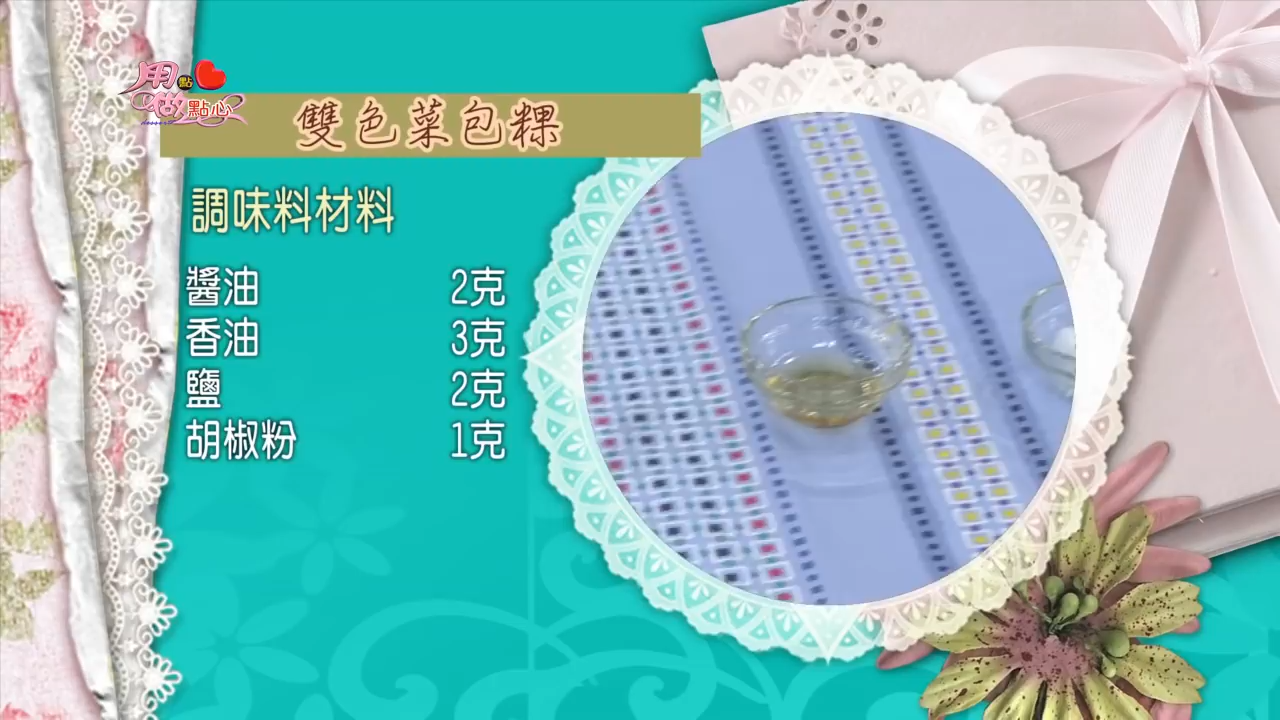 用點
做點心
雙色菜包粿
調味料材料
醬油 2克
香油 3克
鹽 2克
胡椒粉 1克